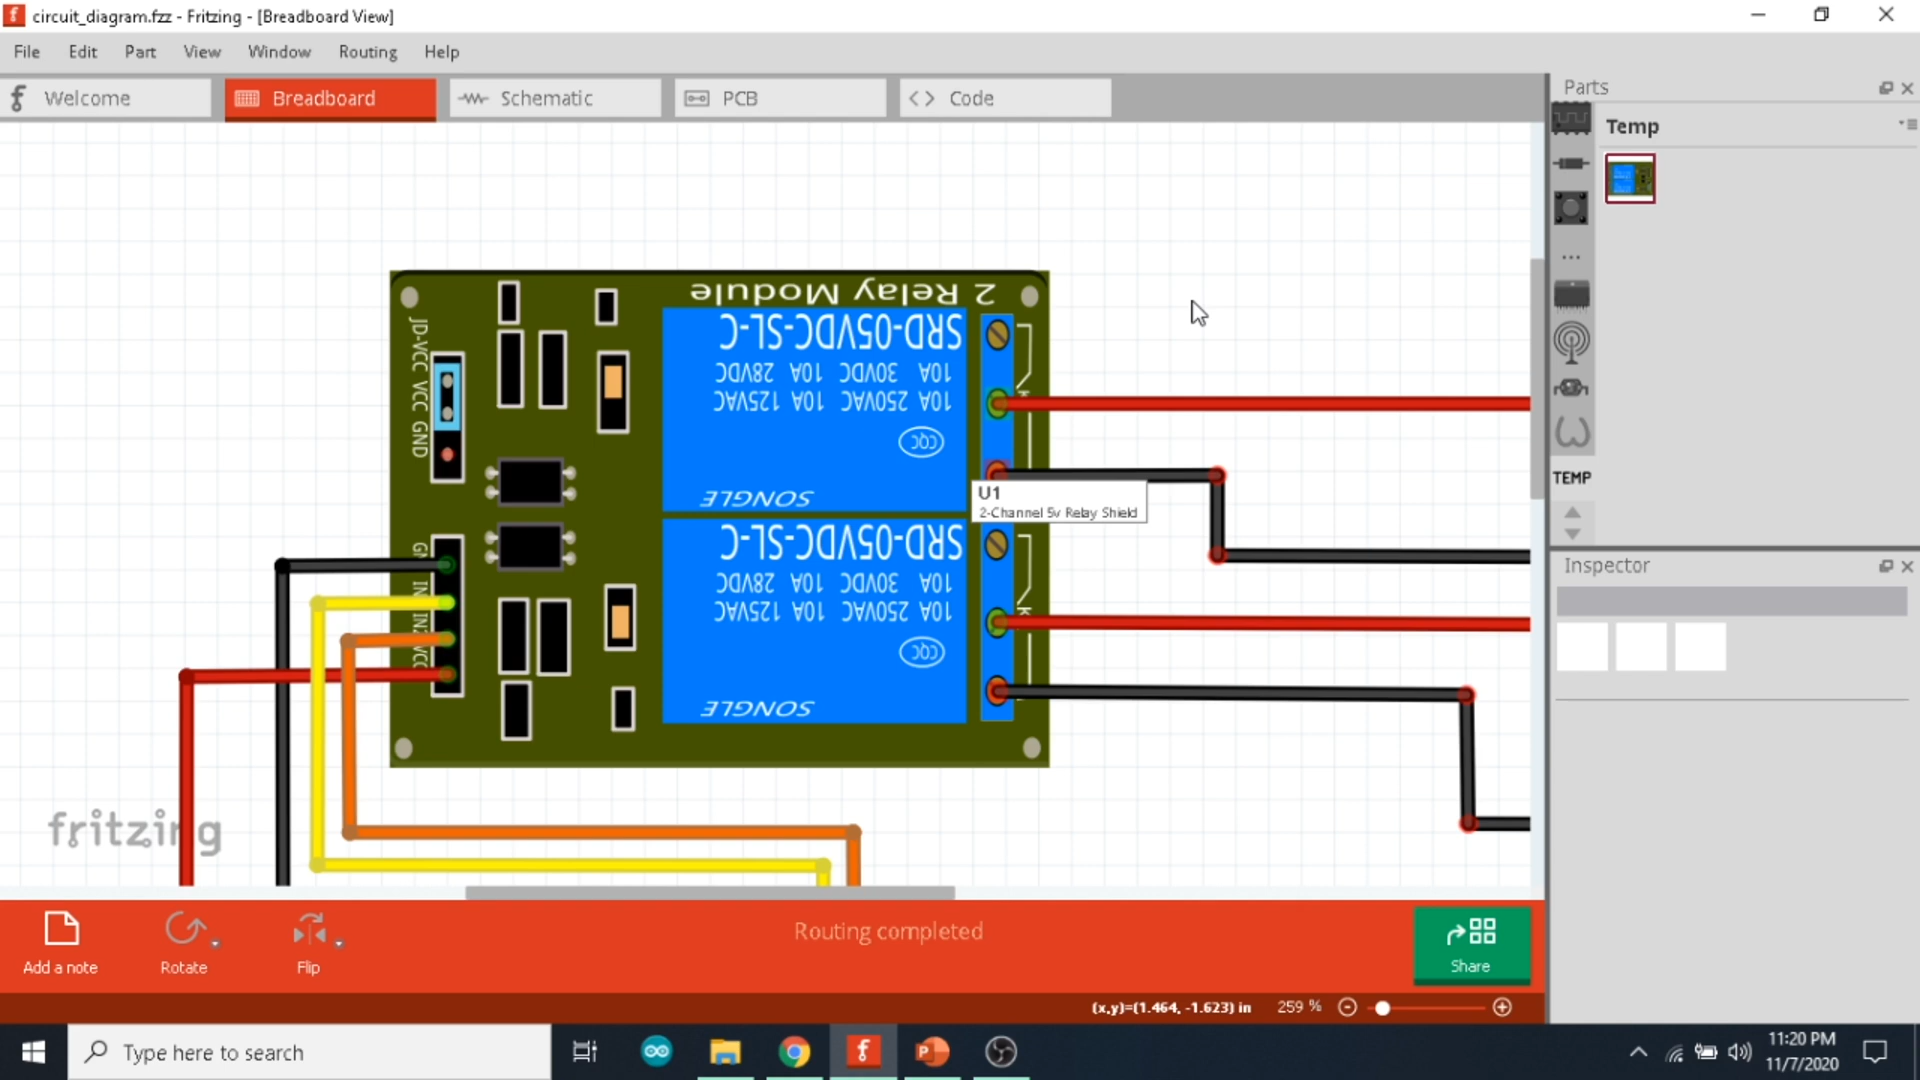 circuit_diagram.fzz - Fritzing - [Breadboard View]
File Edit Part View Window Routing Help
Welcome
Breadboard
Schematic
PCB
Code
Parts
Temp
TEMP
2 Relay Module
JD-VCC VCC GND
SRD-05VDC-SL-C
10A 30VDC 10A 28VDC
10A 250VAC 10A 125VAC
CQC
SONGLE
U1
2-Channel 5v Relay Shield
SRD-05VDC-SL-C
10A 30VDC 10A 28VDC
10A 250VAC 10A 125VAC
CQC
SONGLE
IN2
Inspector
fritzing
Add a note
Rotate
Flip
Routing completed
Share
(x,y)=(1.464, -1.623) in
259 %
Type here to search
11:20 PM
11/7/2020